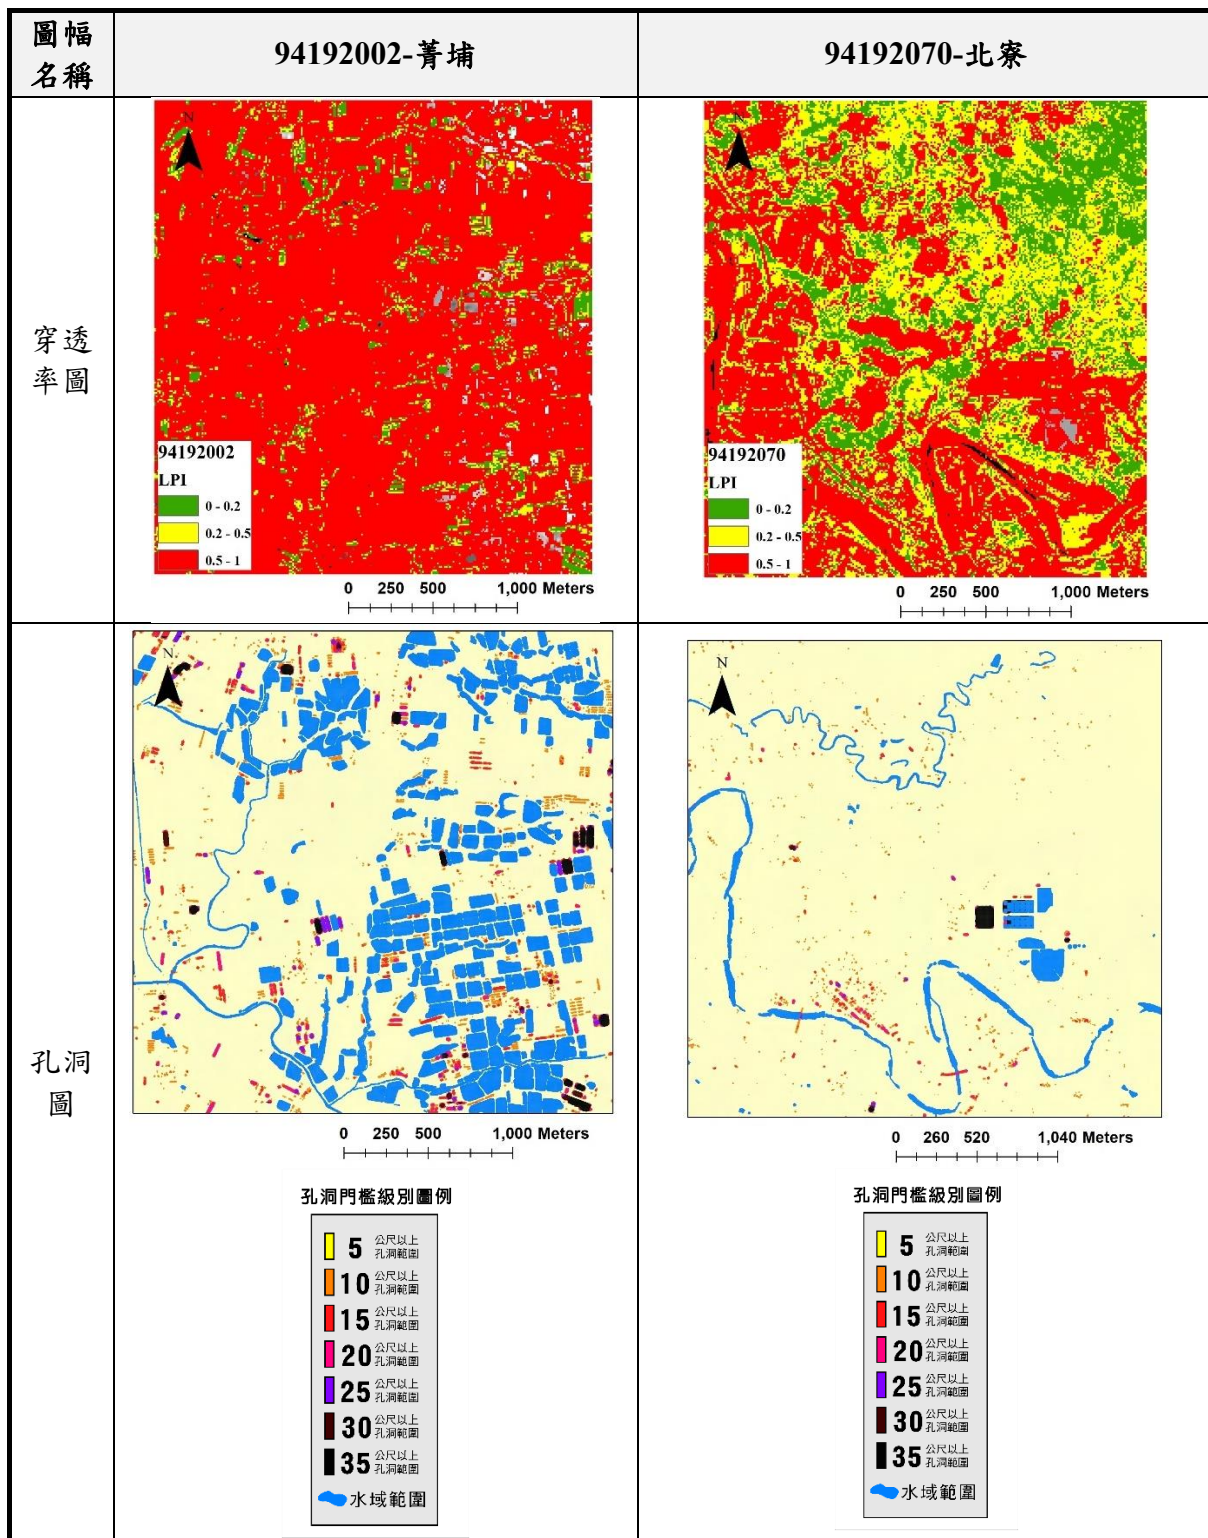 圖幅
名稱
94192002-菁埔
94192070-北寮
穿透
率圖
N
94192002
LPI
0 - 0.2
0.2 - 0.5
0.5 - 1
0 250 500 1,000 Meters
N
94192070
LPI
0 - 0.2
0.2 - 0.5
0.5 - 1
0 250 500 1,000 Meters
孔洞
圖
N
0 250 500 1,000 Meters
孔洞門檻級別圖例
5 公尺以上
孔洞範圍
10 公尺以上
孔洞範圍
15 公尺以上
孔洞範圍
20 公尺以上
孔洞範圍
25 公尺以上
孔洞範圍
30 公尺以上
孔洞範圍
35 公尺以上
孔洞範圍
水域範圍
N
0 260 520 1,040 Meters
孔洞門檻級別圖例
5 公尺以上
孔洞範圍
10 公尺以上
孔洞範圍
15 公尺以上
孔洞範圍
20 公尺以上
孔洞範圍
25 公尺以上
孔洞範圍
30 公尺以上
孔洞範圍
35 公尺以上
孔洞範圍
水域範圍